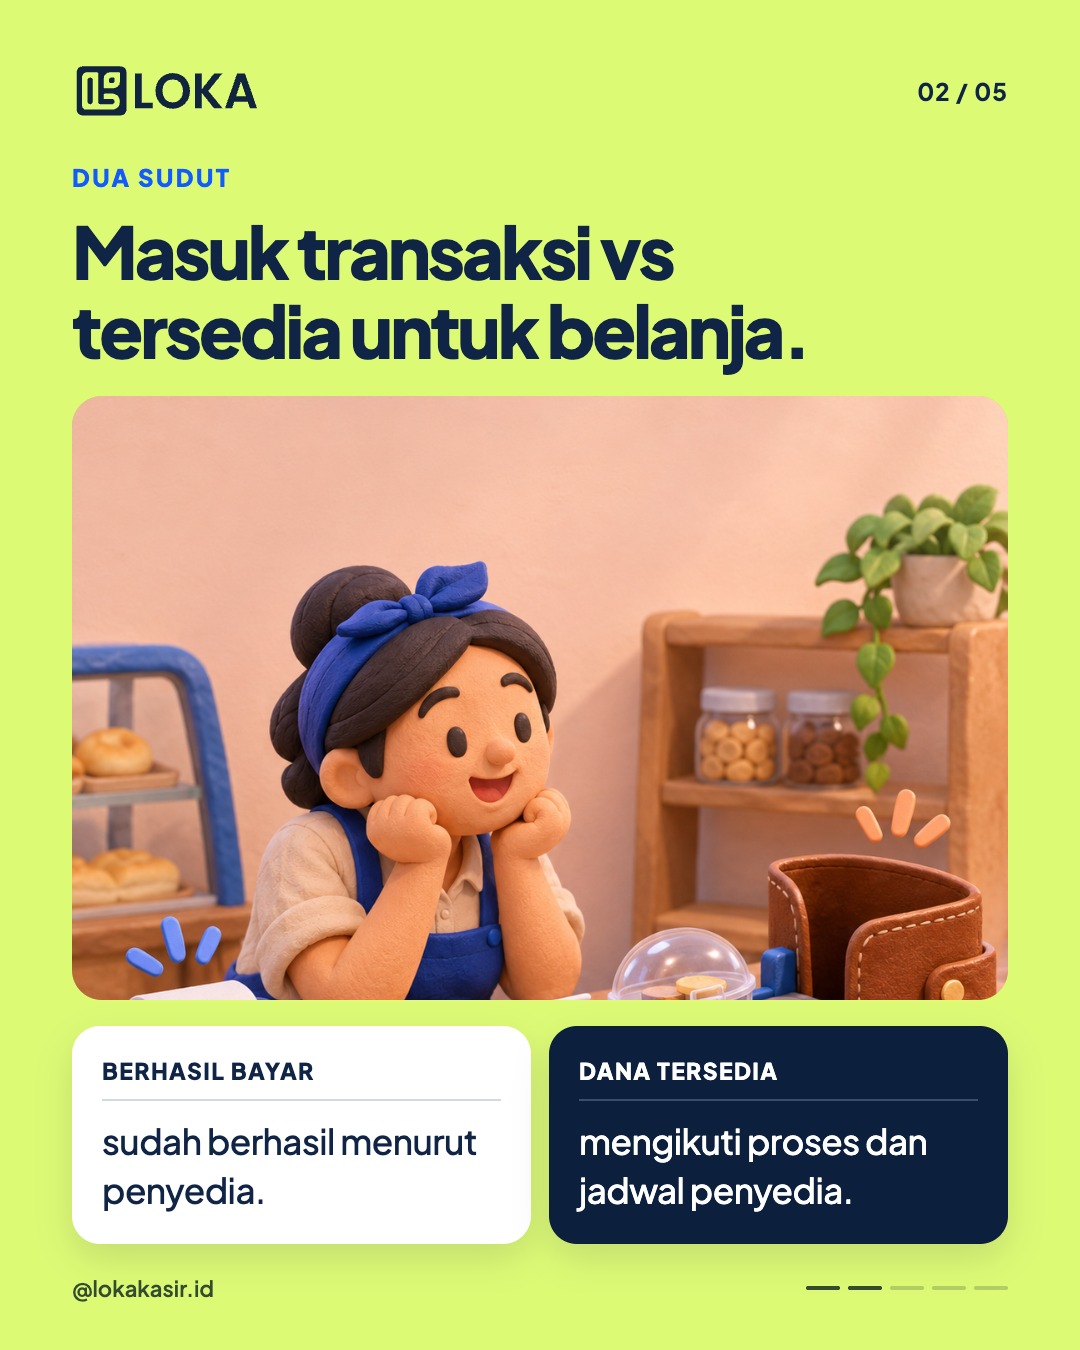 LOKA
02 / 05
DUA SUDUT
Masuk transaksi vs
tersedia untuk belanja.
BERHASIL BAYAR
sudah berhasil menurut
penyedia.
DANA TERSEDIA
mengikuti proses dan
jadwal penyedia.
@lokakasir.id